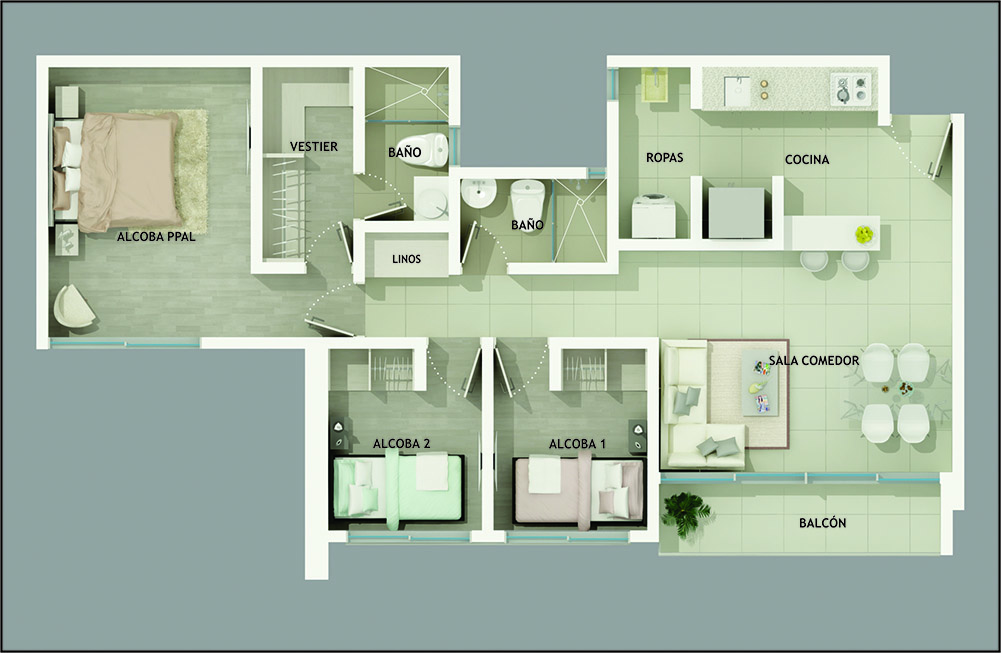 VESTIER
BAÑO
ROPAS
COCINA
ALCOBA PPAL
BAÑO
LINOS
SALA COMEDOR
ALCOBA 2
ALCOBA 1
BALCÓN